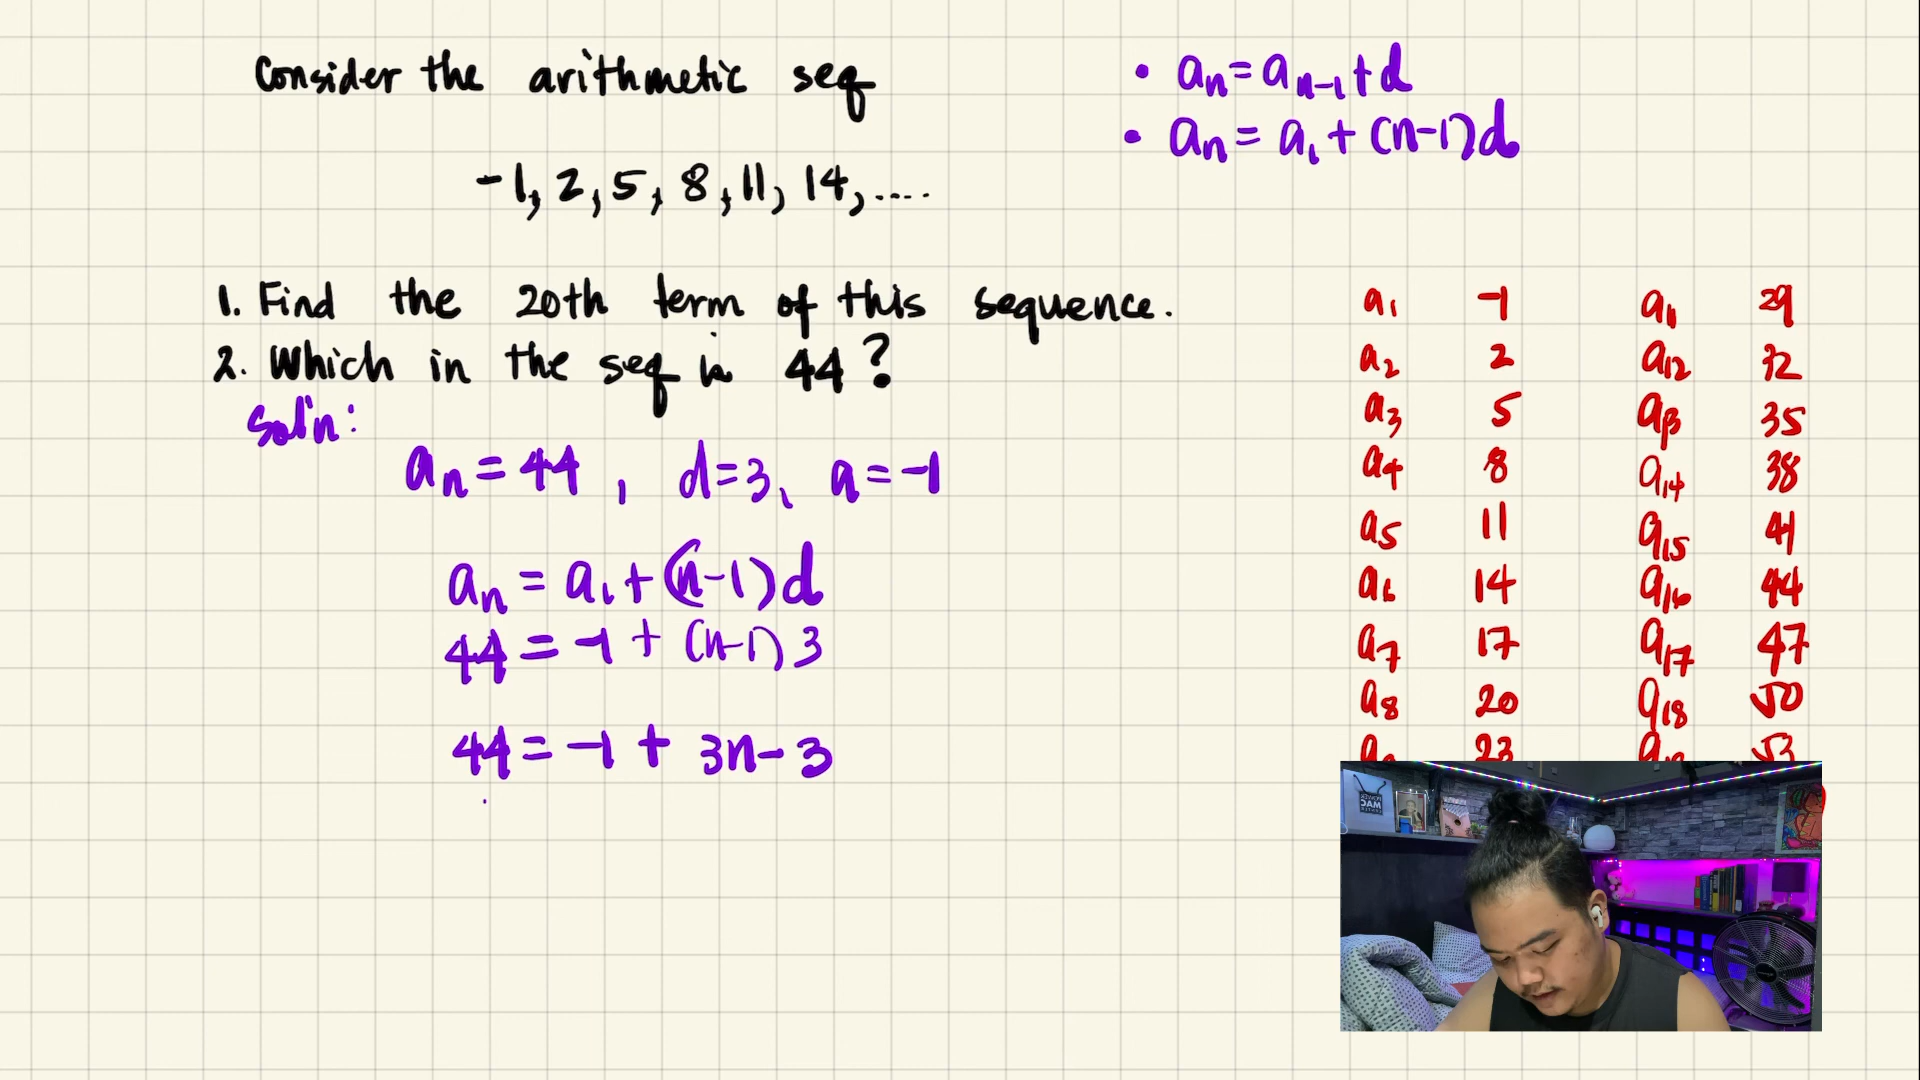 Consider the arithmetic seq
-1, 2, 5, 8, 11, 14, ....
• aₙ = aₙ₋₁ + d
• aₙ = a₁ + (n-1)d
1. Find the 20th term of this sequence.
2. Which in the seq is 44?
Sol'n:
aₙ = 44, d=3, a = -1
aₙ = a₁ + (n-1)d
44 = -1 + (n-1)3
44 = -1 + 3n - 3
a₁ -1 a₁₁ 29
a₂ 2 a₁₂ 32
a₃ 5 a₁₃ 35
a₄ 8 a₁₄ 38
a₅ 11 a₁₅ 41
a₆ 14 a₁₆ 44
a₇ 17 a₁₇ 47
a₈ 20 a₁₈ 50
23 53